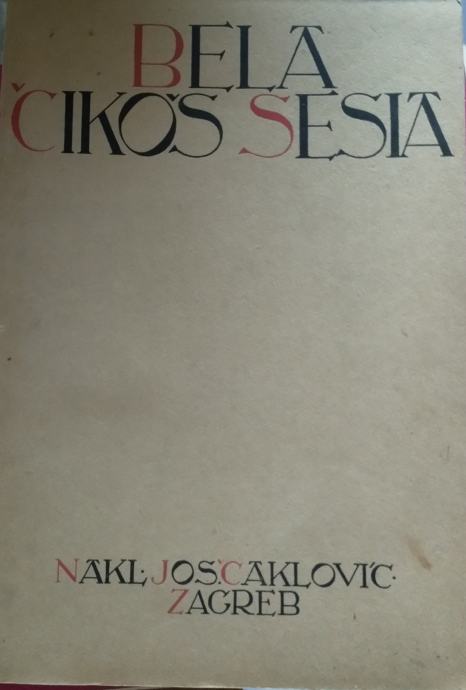 BELA
ČIKOŠ SESIA
NAKL· JOS. ČAKLOVIĆ·
ZAGREB